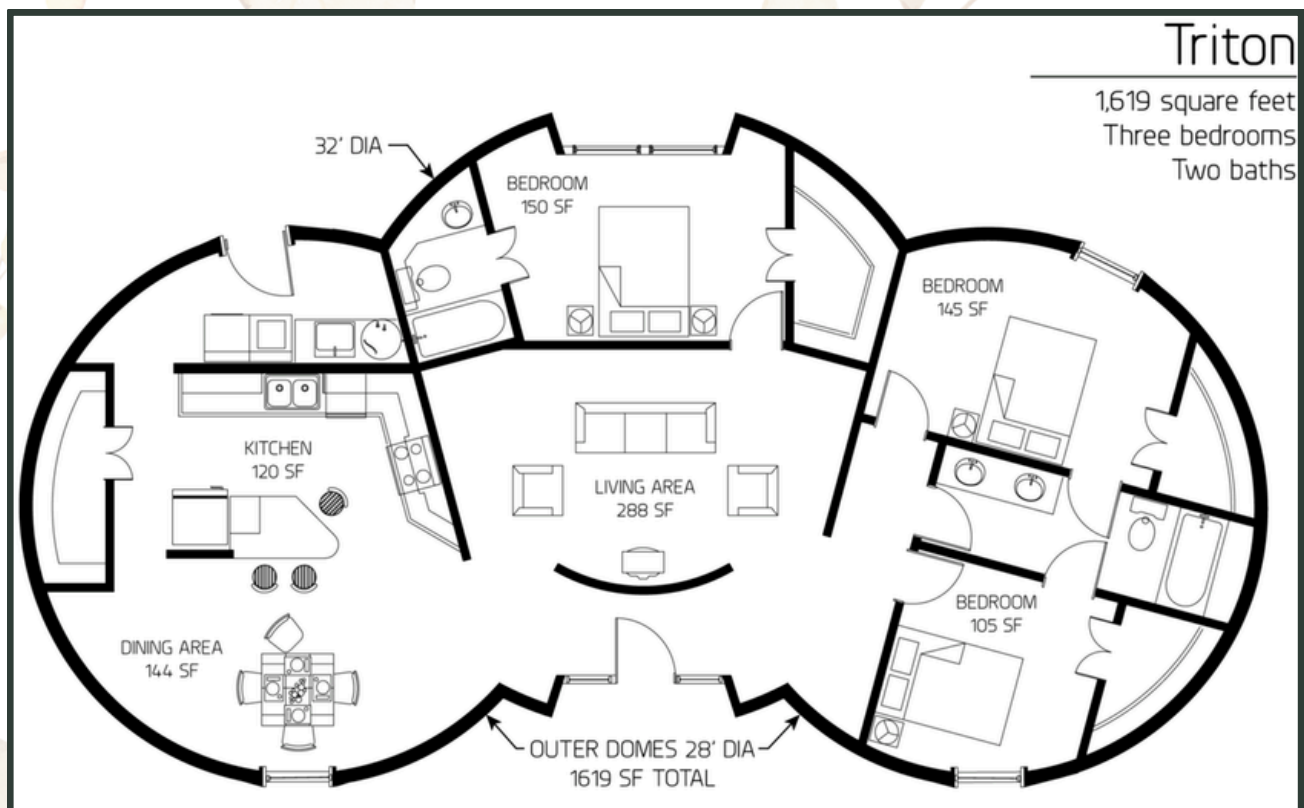 Triton
1,619 square feet
Three bedrooms
Two baths
32' DIA
BEDROOM
150 SF
BEDROOM
145 SF
KITCHEN
120 SF
LIVING AREA
288 SF
BEDROOM
105 SF
DINING AREA
144 SF
OUTER DOMES 28' DIA
1619 SF TOTAL